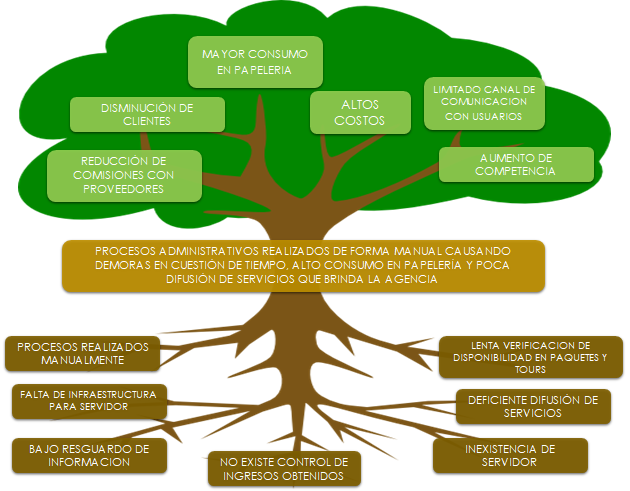 MAYOR CONSUMO
EN PAPELERIA
DISMINUCIÓN DE
CLIENTES
ALTOS
COSTOS
LIMITADO CANAL DE
COMUNICACION
CON USUARIOS
REDUCCIÓN DE
COMISIONES CON
PROVEEDORES
AUMENTO DE
COMPETENCIA
PROCESOS ADMINISTRATIVOS REALIZADOS DE FORMA MANUAL CAUSANDO
DEMORAS EN CUESTIÓN DE TIEMPO, ALTO CONSUMO EN PAPELERÍA Y POCA
DIFUSIÓN DE SERVICIOS QUE BRINDA LA AGENCIA
PROCESOS REALIZADOS
MANUALMENTE
LENTA VERIFICACION DE
DISPONIBILIDAD EN PAQUETES Y
TOURS
FALTA DE INFRAESTRUCTURA
PARA SERVIDOR
DEFICIENTE DIFUSIÓN DE
SERVICIOS
BAJO RESGUARDO DE
INFORMACION
NO EXISTE CONTROL DE
INGRESOS OBTENIDOS
INEXISTENCIA DE
SERVIDOR